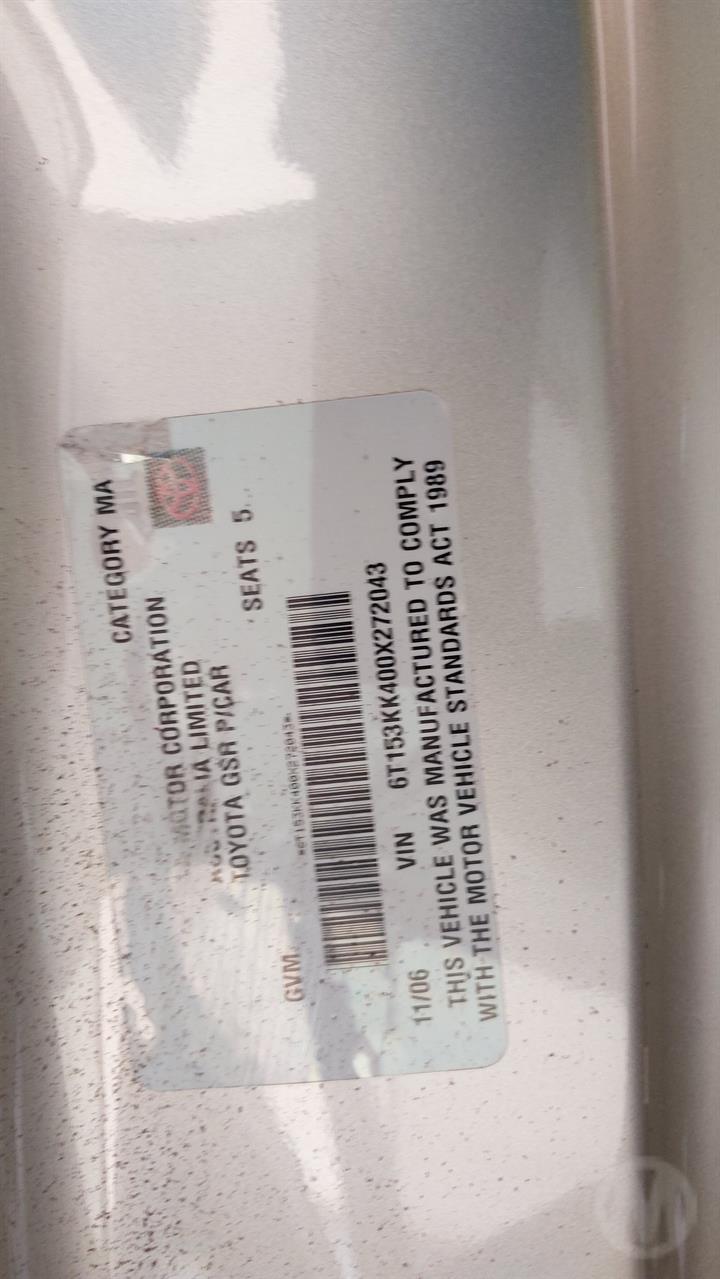 CATEGORY MA
MOTOR CORPORATION
LIMITED
TOYOTA GSR P/CAR
SEATS 5
GVM
*6T153KK400X272043*
11/06 VIN 6T153KK400X272043
THIS VEHICLE WAS MANUFACTURED TO COMPLY
WITH THE MOTOR VEHICLE STANDARDS ACT 1989